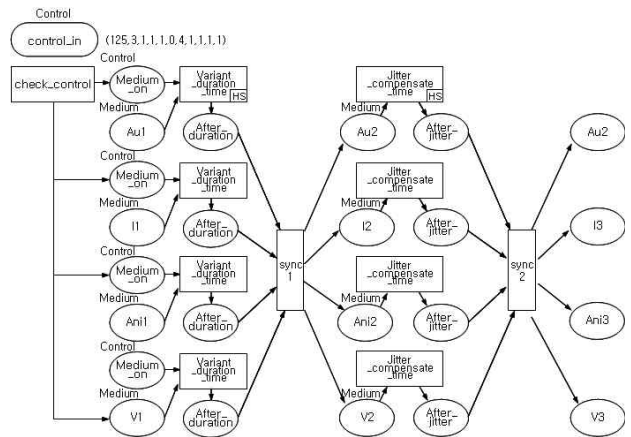 Control
control_in
(125,3,1,1,1,0,4,1,1,1,1)
check_control
Control
Medium
_on
Variant
_duration
_time
HS
Medium
Au1
After_
duration
Medium
Au2
Jitter
_compensate
_time
HS
After_
jitter
Au2
Control
Medium
_on
Variant
_duration
_time
Medium
I1
After_
duration
Medium
I2
Jitter
_compensate
_time
After_
jitter
I3
sync
1
sync
2
Control
Medium
_on
Variant
_duration
_time
Medium
Ani1
After_
duration
Medium
Ani2
Jitter
_compensate
_time
After_
jitter
Ani3
Control
Medium
_on
Variant
_duration
_time
Medium
V1
After_
duration
Medium
V2
Jitter
_compensate
_time
After_
jitter
V3